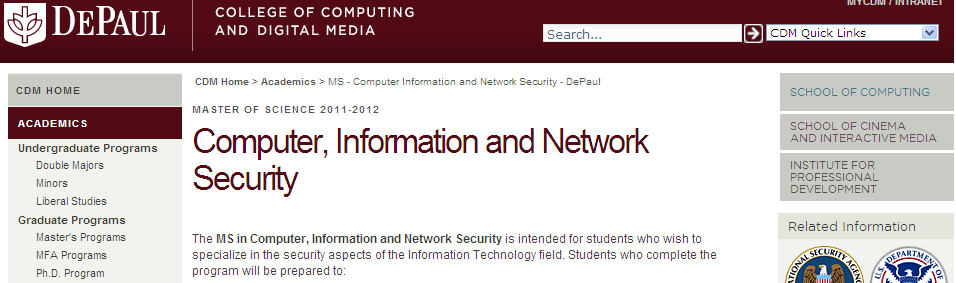 DEPAUL
COLLEGE OF COMPUTING
AND DIGITAL MEDIA
MYCDM / INTRANET
Search...
CDM Quick Links
CDM HOME
ACADEMICS
Undergraduate Programs
Double Majors
Minors
Liberal Studies
Graduate Programs
Master's Programs
MFA Programs
Ph.D. Program
CDM Home > Academics > MS - Computer Information and Network Security - DePaul
MASTER OF SCIENCE 2011-2012
Computer, Information and Network
Security
The MS in Computer, Information and Network Security is intended for students who wish to
specialize in the security aspects of the Information Technology field. Students who complete the
program will be prepared to:
SCHOOL OF COMPUTING
SCHOOL OF CINEMA
AND INTERACTIVE MEDIA
INSTITUTE FOR
PROFESSIONAL
DEVELOPMENT
Related Information